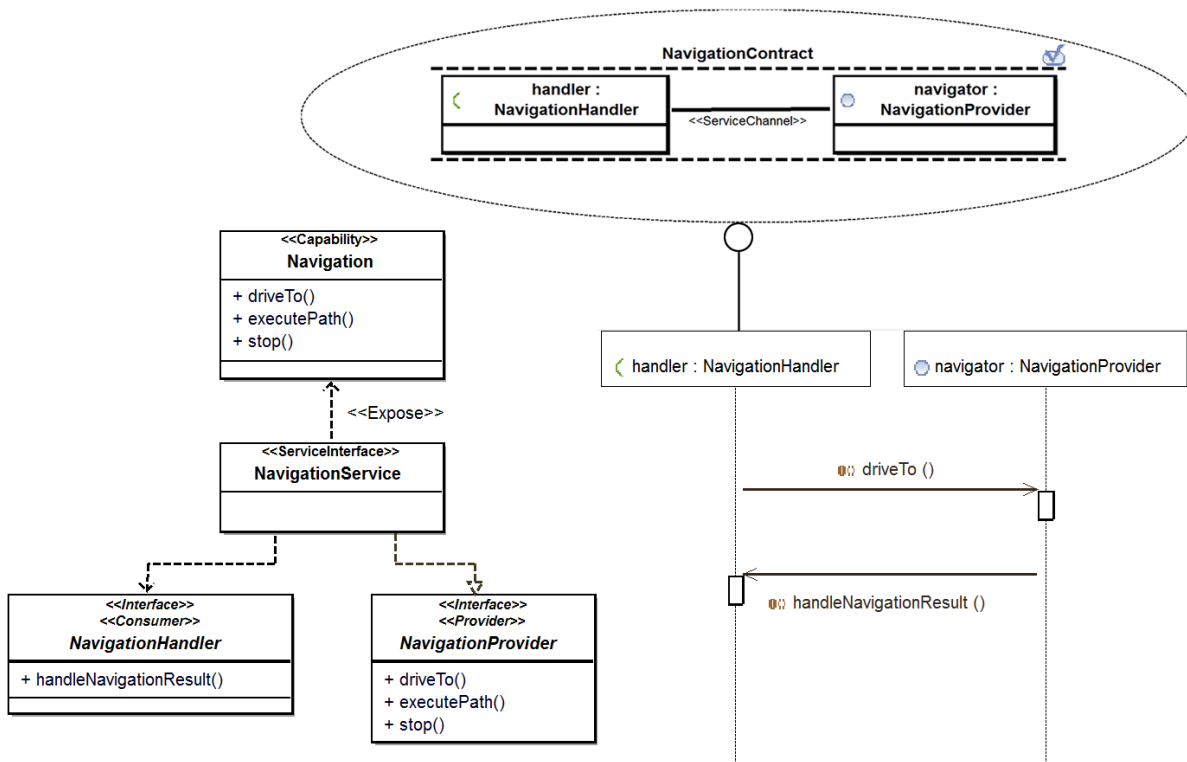 NavigationContract
handler :
NavigationHandler
<<ServiceChannel>>
navigator :
NavigationProvider
<<Capability>>
Navigation
+ driveTo()
+ executePath()
+ stop()
<<Expose>>
<<ServiceInterface>>
NavigationService
<<Interface>>
<<Consumer>>
NavigationHandler
+ handleNavigationResult()
<<Interface>>
<<Provider>>
NavigationProvider
+ driveTo()
+ executePath()
+ stop()
handler : NavigationHandler
navigator : NavigationProvider
driveTo ()
handleNavigationResult ()